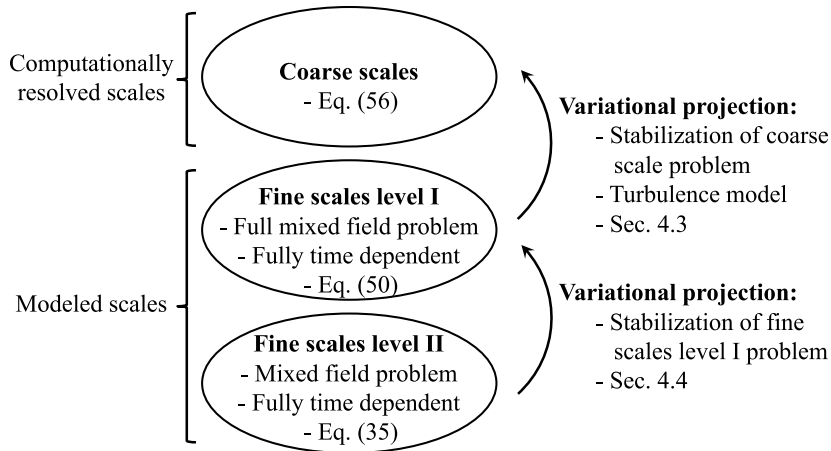 Computationally
resolved scales
Coarse scales
- Eq. (56)
Variational projection:
- Stabilization of coarse
scale problem
- Turbulence model
- Sec. 4.3
Modeled scales
Fine scales level I
- Full mixed field problem
- Fully time dependent
- Eq. (50)
Variational projection:
- Stabilization of fine
scales level I problem
- Sec. 4.4
Fine scales level II
- Mixed field problem
- Fully time dependent
- Eq. (35)